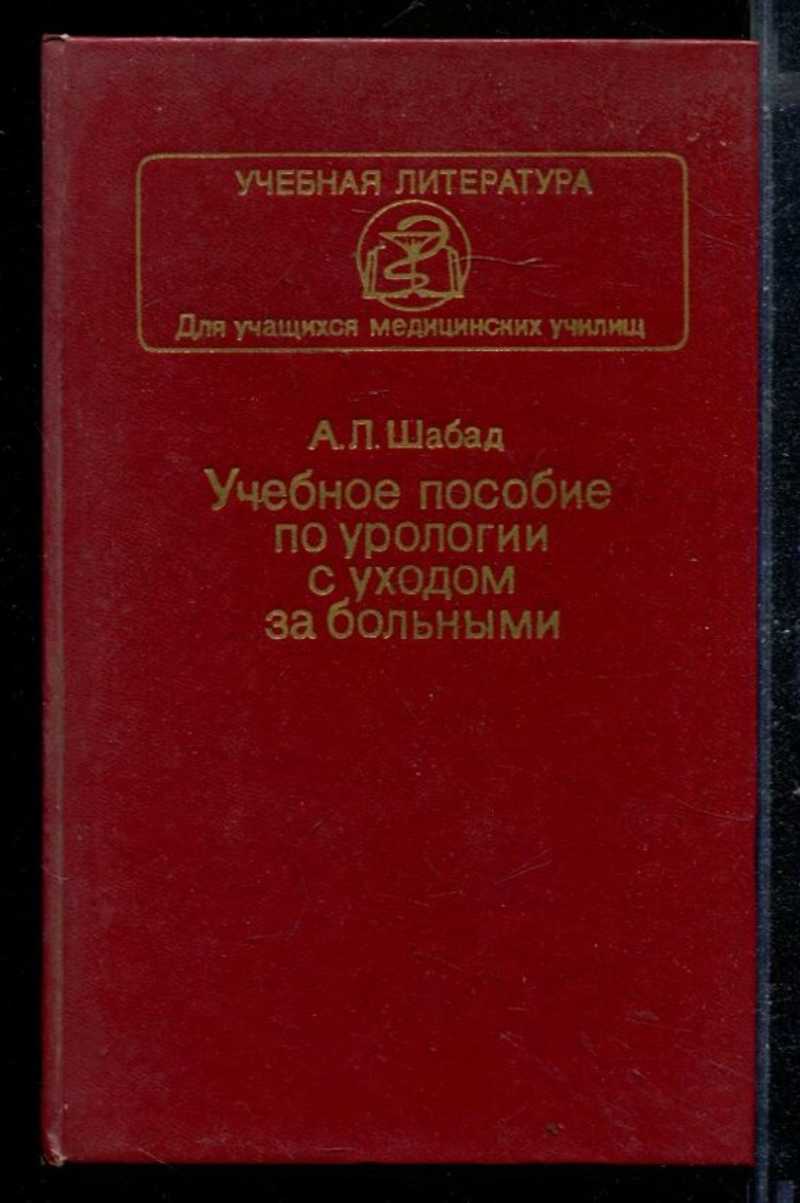 УЧЕБНАЯ ЛИТЕРАТУРА
Для учащихся медицинских училищ
А.Л.Шабад
Учебное пособие
по урологии
с уходом
за больными